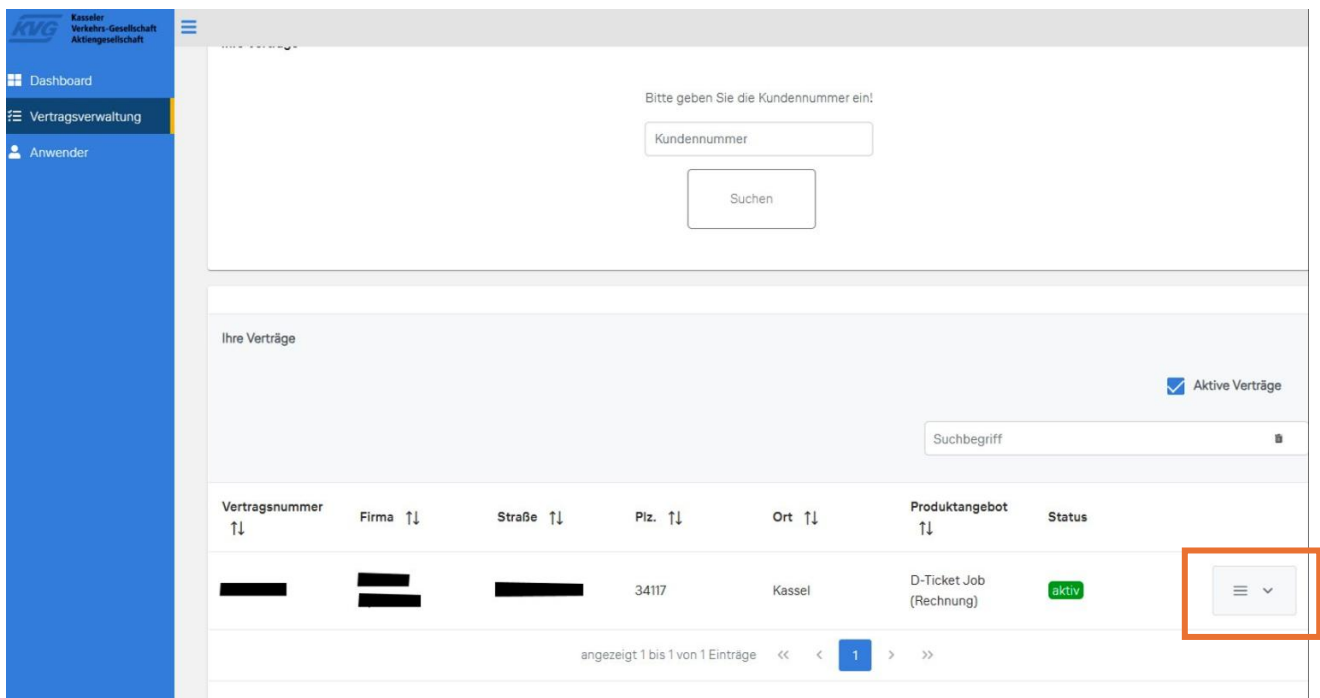 KVG
Kasseler
Verkehrs-Gesellschaft
Aktiengesellschaft
Dashboard
Vertragsverwaltung
Anwender
Ihre Verträge
Bitte geben Sie die Kundennummer ein!
Kundennummer
Suchen
Ihre Verträge
Aktive Verträge
Suchbegriff
Vertragsnummer
Firma
Straße
Plz.
Ort
Produktangebot
Status
34117
Kassel
D-Ticket Job
(Rechnung)
aktiv
angezeigt 1 bis 1 von 1 Einträge << < 1 > >>